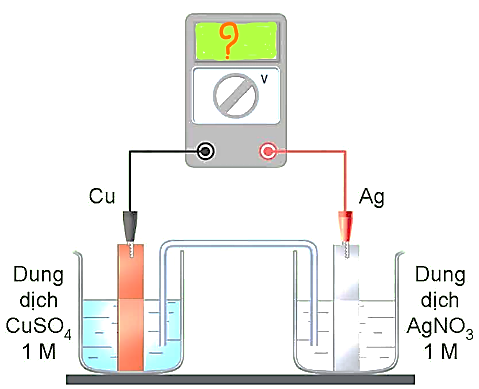 ?
V
Cu
Ag
Dung
dịch
CuSO₄
1 M
Dung
dịch
AgNO₃
1 M